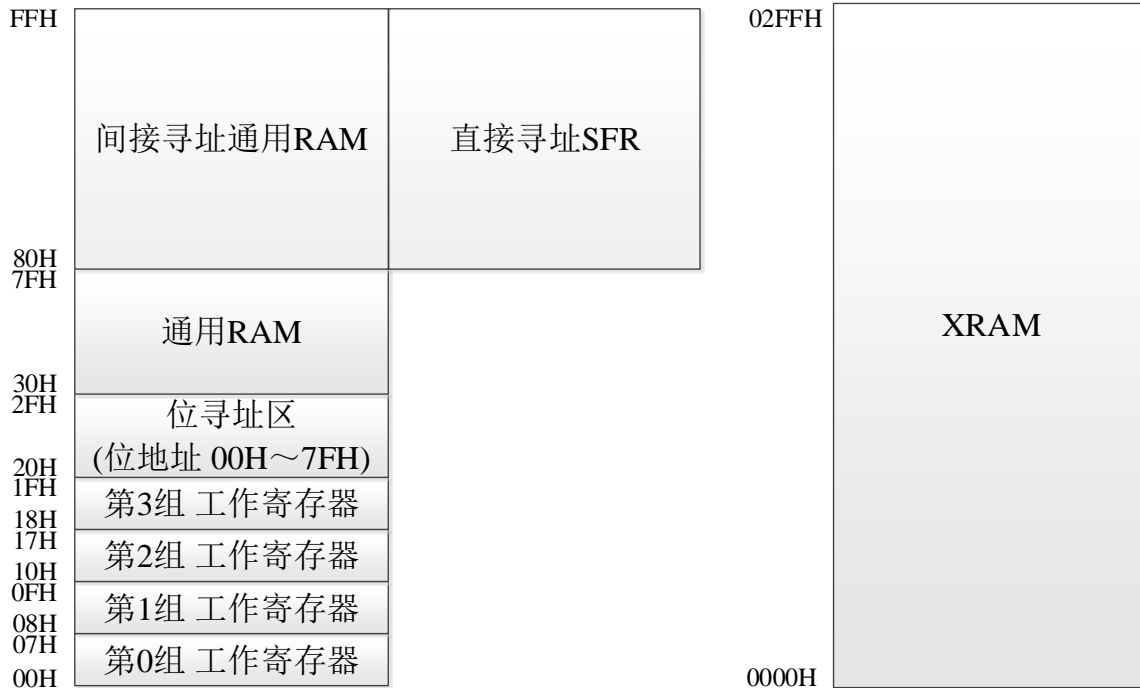 FFH
间接寻址通用RAM
直接寻址SFR
80H
7FH
通用RAM
30H
2FH
位寻址区
(位地址 00H～7FH)
20H
1FH
第3组 工作寄存器
18H
17H
第2组 工作寄存器
10H
0FH
第1组 工作寄存器
08H
07H
第0组 工作寄存器
00H
02FFH
XRAM
0000H